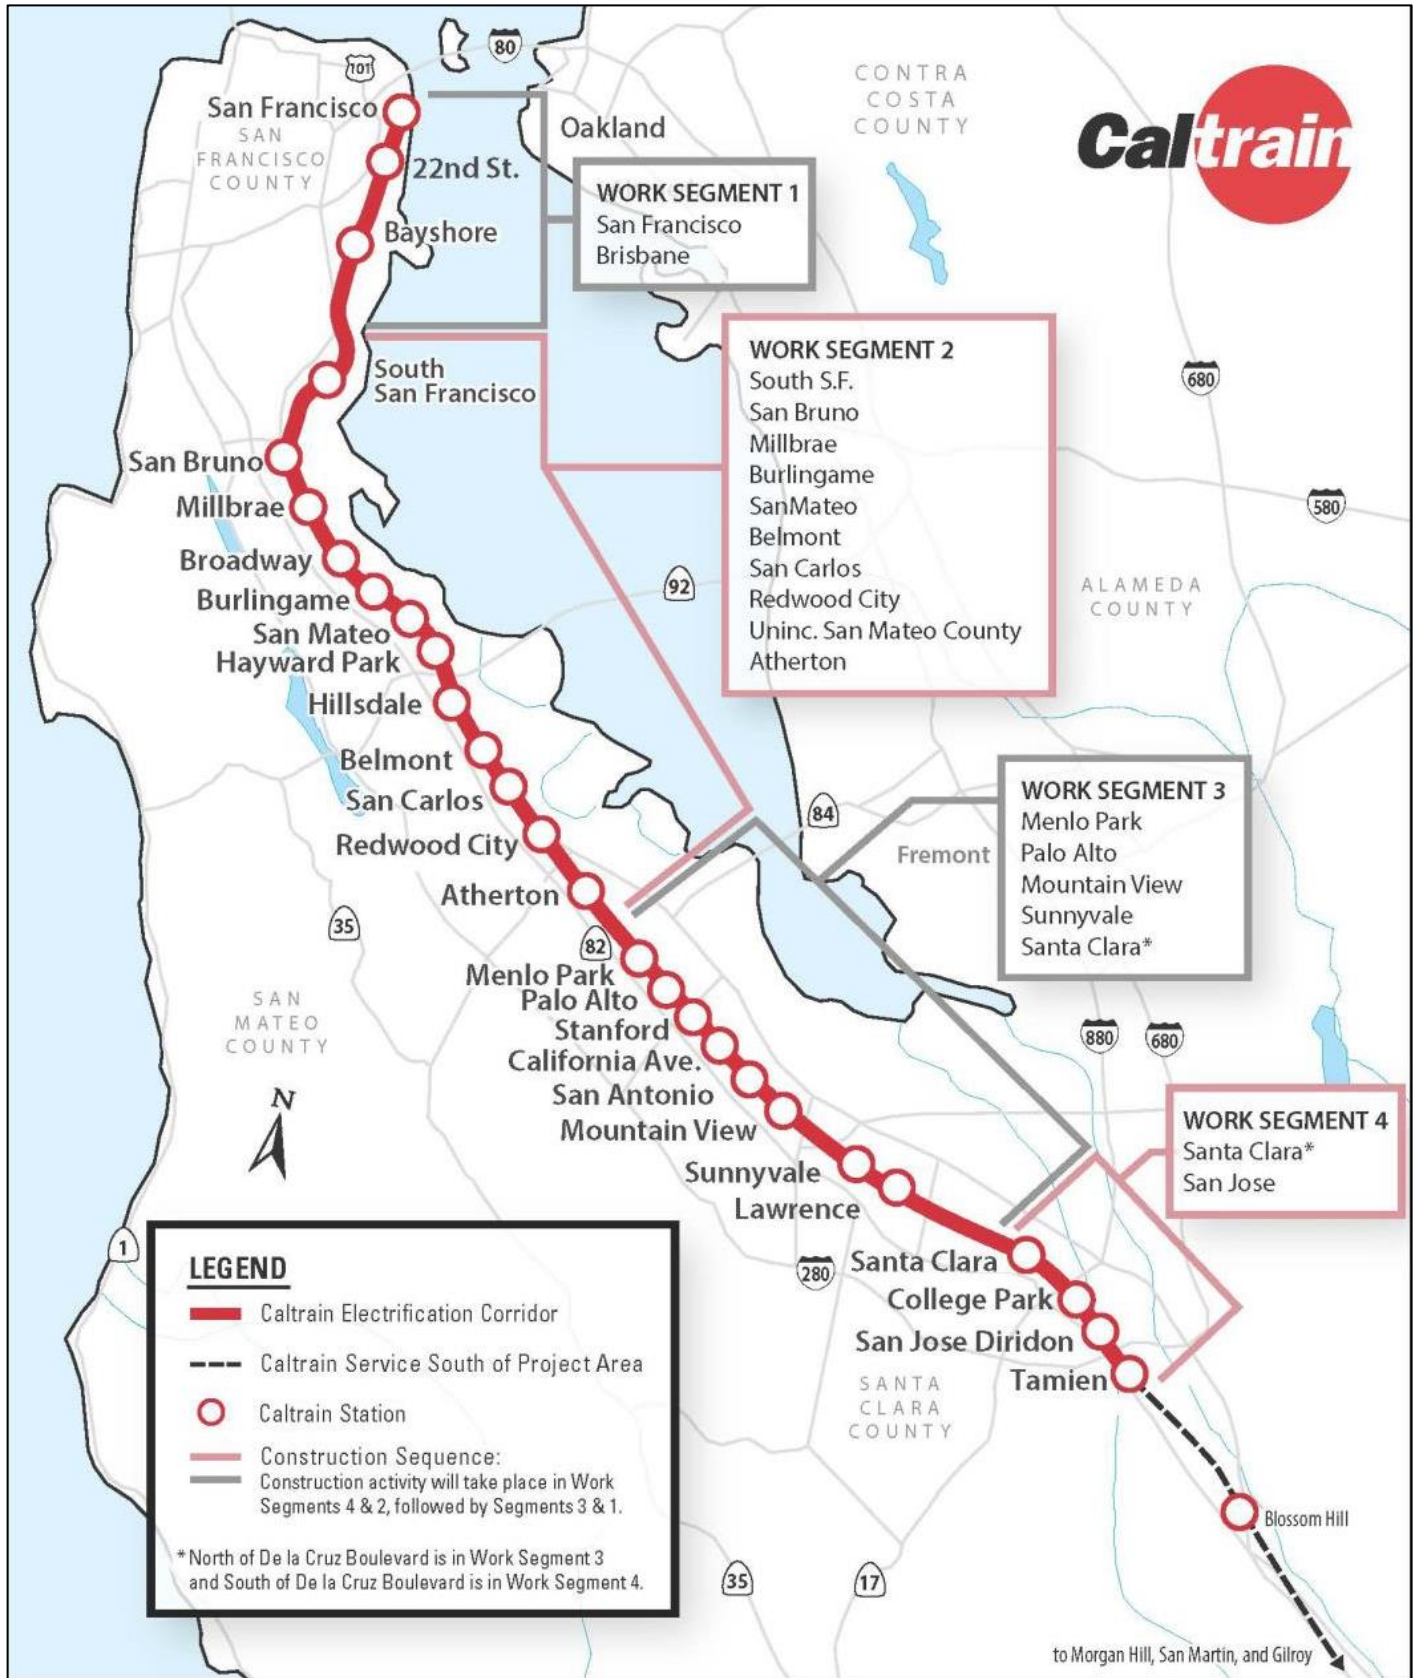 80
101
CONTRA
COSTA
COUNTY
Caltrain
San Francisco
SAN
FRANCISCO
COUNTY
Oakland
22nd St.
WORK SEGMENT 1
San Francisco
Brisbane
Bayshore
South
San Francisco
WORK SEGMENT 2
South S.F.
San Bruno
Millbrae
Burlingame
SanMateo
Belmont
San Carlos
Redwood City
Uninc. San Mateo County
Atherton
680
580
San Bruno
Millbrae
Broadway
Burlingame
San Mateo
Hayward Park
Hillsdale
Belmont
San Carlos
Redwood City
Atherton
92
ALAMEDA
COUNTY
84
Fremont
WORK SEGMENT 3
Menlo Park
Palo Alto
Mountain View
Sunnyvale
Santa Clara*
35
82
SAN
MATEO
COUNTY
N
Menlo Park
Palo Alto
Stanford
California Ave.
San Antonio
Mountain View
Sunnyvale
Lawrence
880
680
WORK SEGMENT 4
Santa Clara*
San Jose
1
280
Santa Clara
College Park
San Jose Diridon
Tamien
SANTA
CLARA
COUNTY
LEGEND
Caltrain Electrification Corridor
Caltrain Service South of Project Area
Caltrain Station
Construction Sequence:
Construction activity will take place in Work
Segments 4 & 2, followed by Segments 3 & 1.
* North of De la Cruz Boulevard is in Work Segment 3
and South of De la Cruz Boulevard is in Work Segment 4.
Blossom Hill
35
17
to Morgan Hill, San Martin, and Gilroy